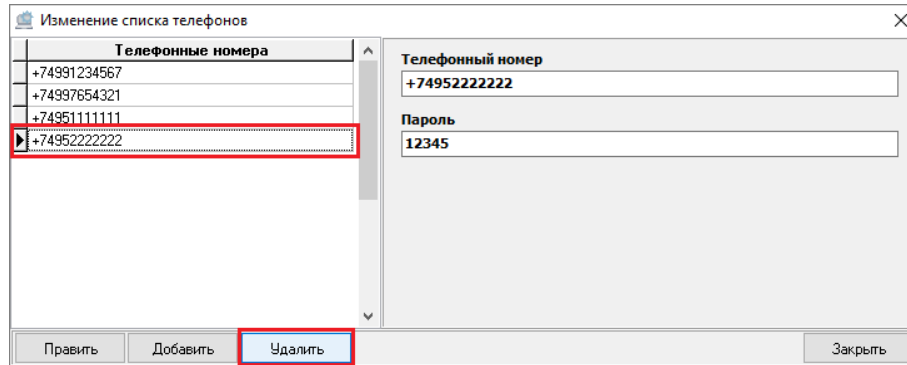 Изменение списка телефонов
Телефонные номера
+74991234567
+74997654321
+74951111111
+74952222222
Телефонный номер
+74952222222
Пароль
12345
Править Добавить Удалить Закрыть